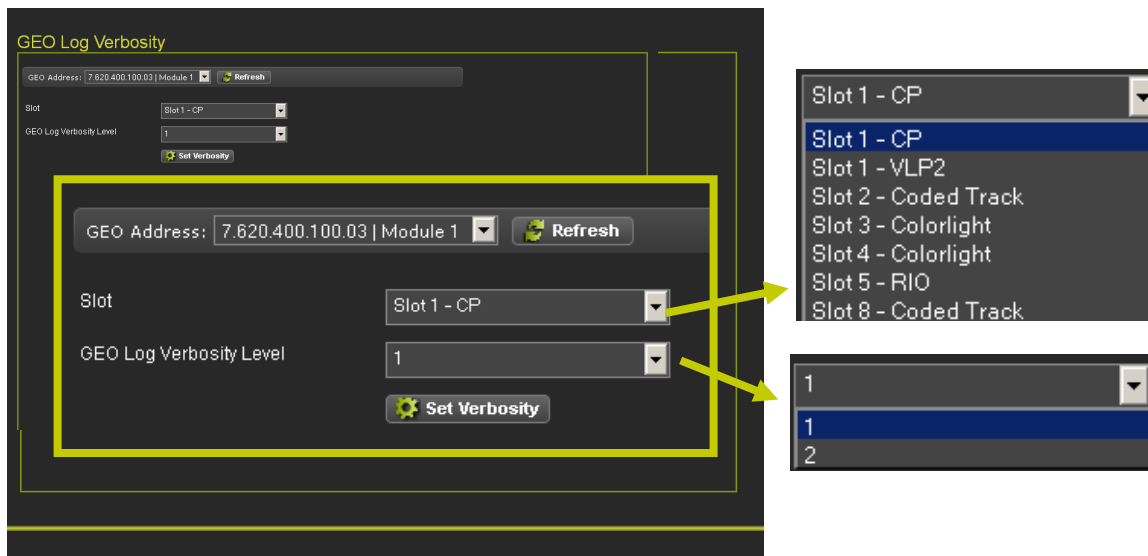 GEO Log Verbosity
GEO Address: 7.620.400.100.03 | Module 1 Refresh
Slot Slot 1 - CP
GEO Log Verbosity Level 1
Set Verbosity
GEO Address: 7.620.400.100.03 | Module 1 Refresh
Slot Slot 1 - CP
GEO Log Verbosity Level 1
Set Verbosity
Slot 1 - CP
Slot 1 - CP
Slot 1 - VLP2
Slot 2 - Coded Track
Slot 3 - Colorlight
Slot 4 - Colorlight
Slot 5 - RIO
Slot 8 - Coded Track
1
1
2